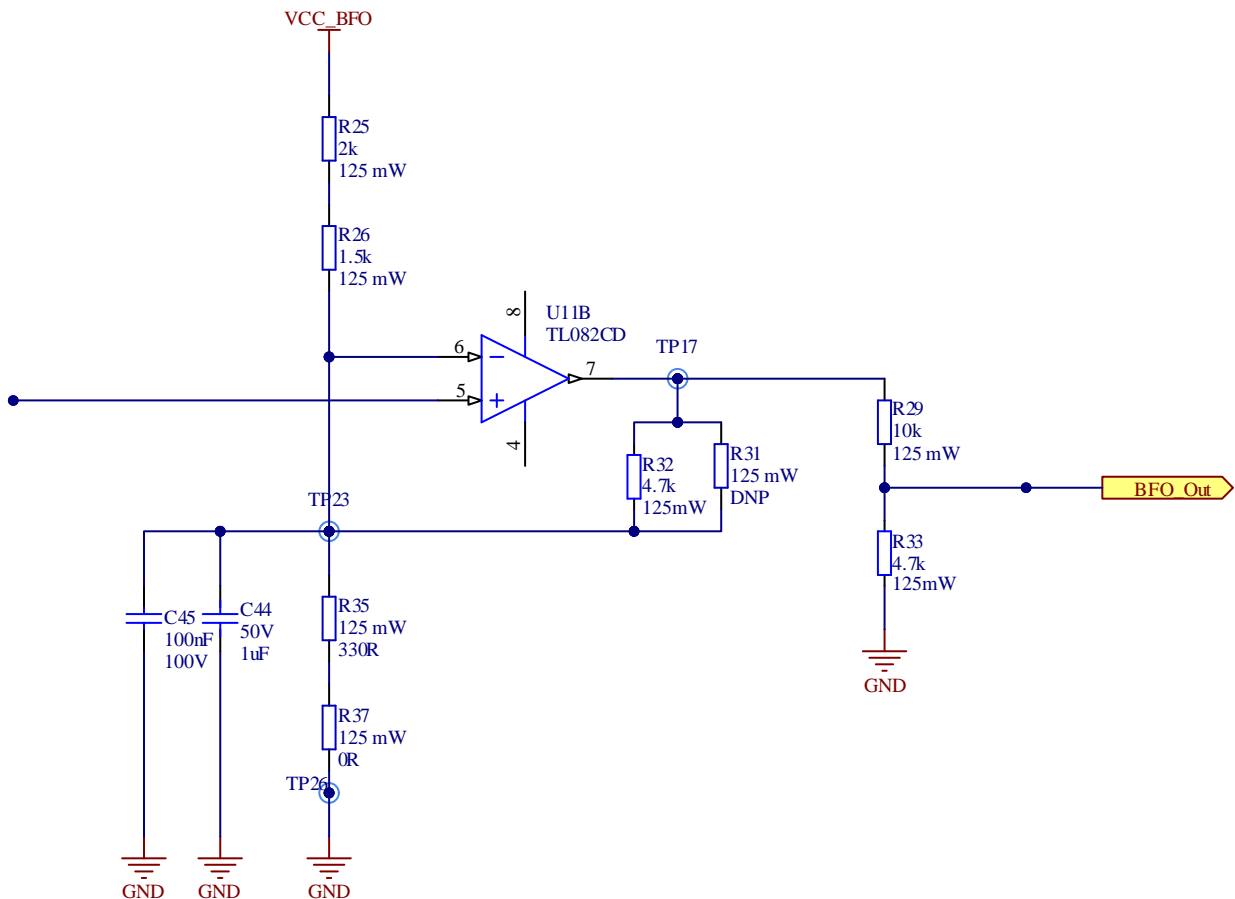 VCC_BFO
R25
2k
125 mW
R26
1.5k
125 mW
8
U11B
TL082CD
6
7
5
4
TP17
R29
10k
125 mW
R32
4.7k
125mW
R31
125 mW
DNP
BFO_Out
TP23
R33
4.7k
125mW
GND
C45
100nF
100V
C44
50V
1uF
R35
125 mW
330R
R37
125 mW
0R
TP26
GND
GND
GND